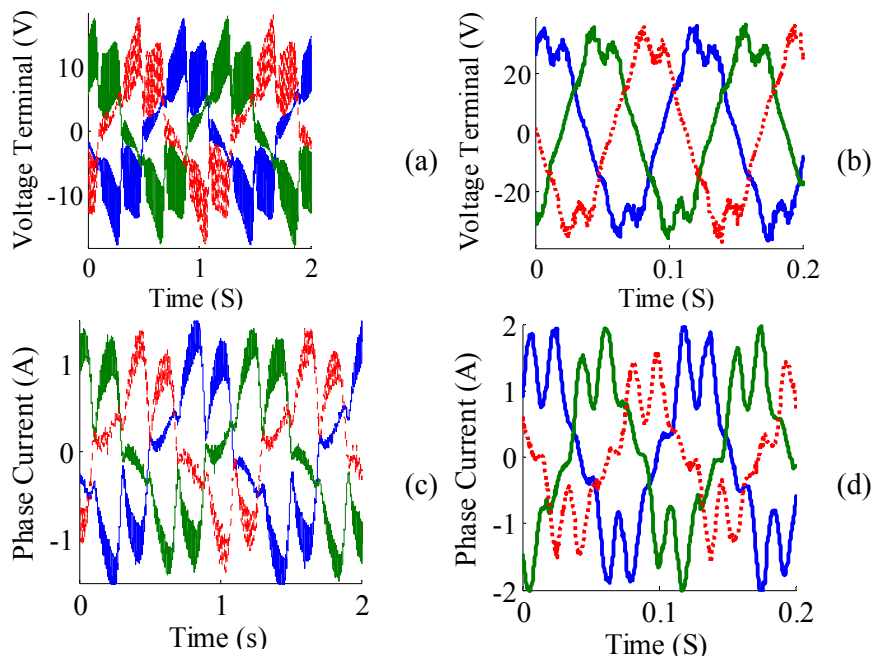 Voltage Terminal (V)
10
0
-10
0
1
2
Time (S)
(a)
Voltage Terminal (V)
20
0
-20
0
0.1
0.2
Time (S)
(b)
Phase Current (A)
1
0
-1
0
1
2
Time (s)
(c)
Phase Current (A)
2
1
0
-1
-2
0
0.1
0.2
Time (S)
(d)